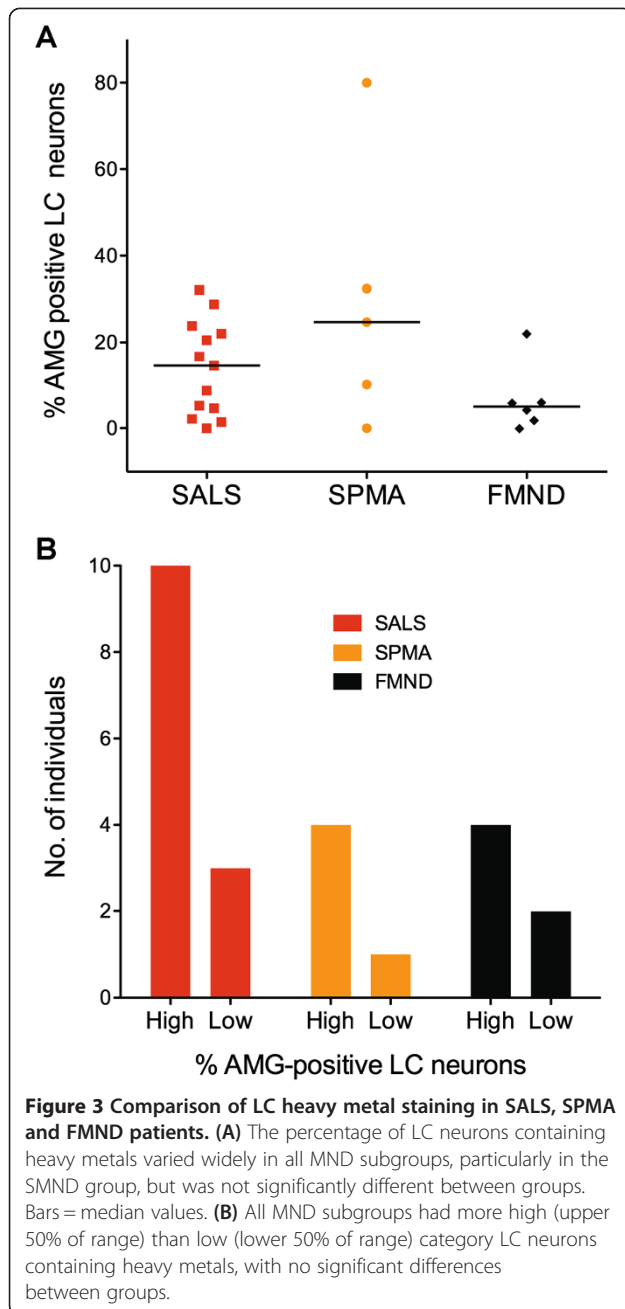 A
% AMG positive LC neurons
80
60
40
20
0
SALS SPMA FMND
B
No. of individuals
10
8
6
4
2
0
SALS
SPMA
FMND
High Low High Low High Low
% AMG-positive LC neurons
Figure 3 Comparison of LC heavy metal staining in SALS, SPMA
and FMND patients. (A) The percentage of LC neurons containing
heavy metals varied widely in all MND subgroups, particularly in the
SMND group, but was not significantly different between groups.
Bars = median values. (B) All MND subgroups had more high (upper
50% of range) than low (lower 50% of range) category LC neurons
containing heavy metals, with no significant differences
between groups.